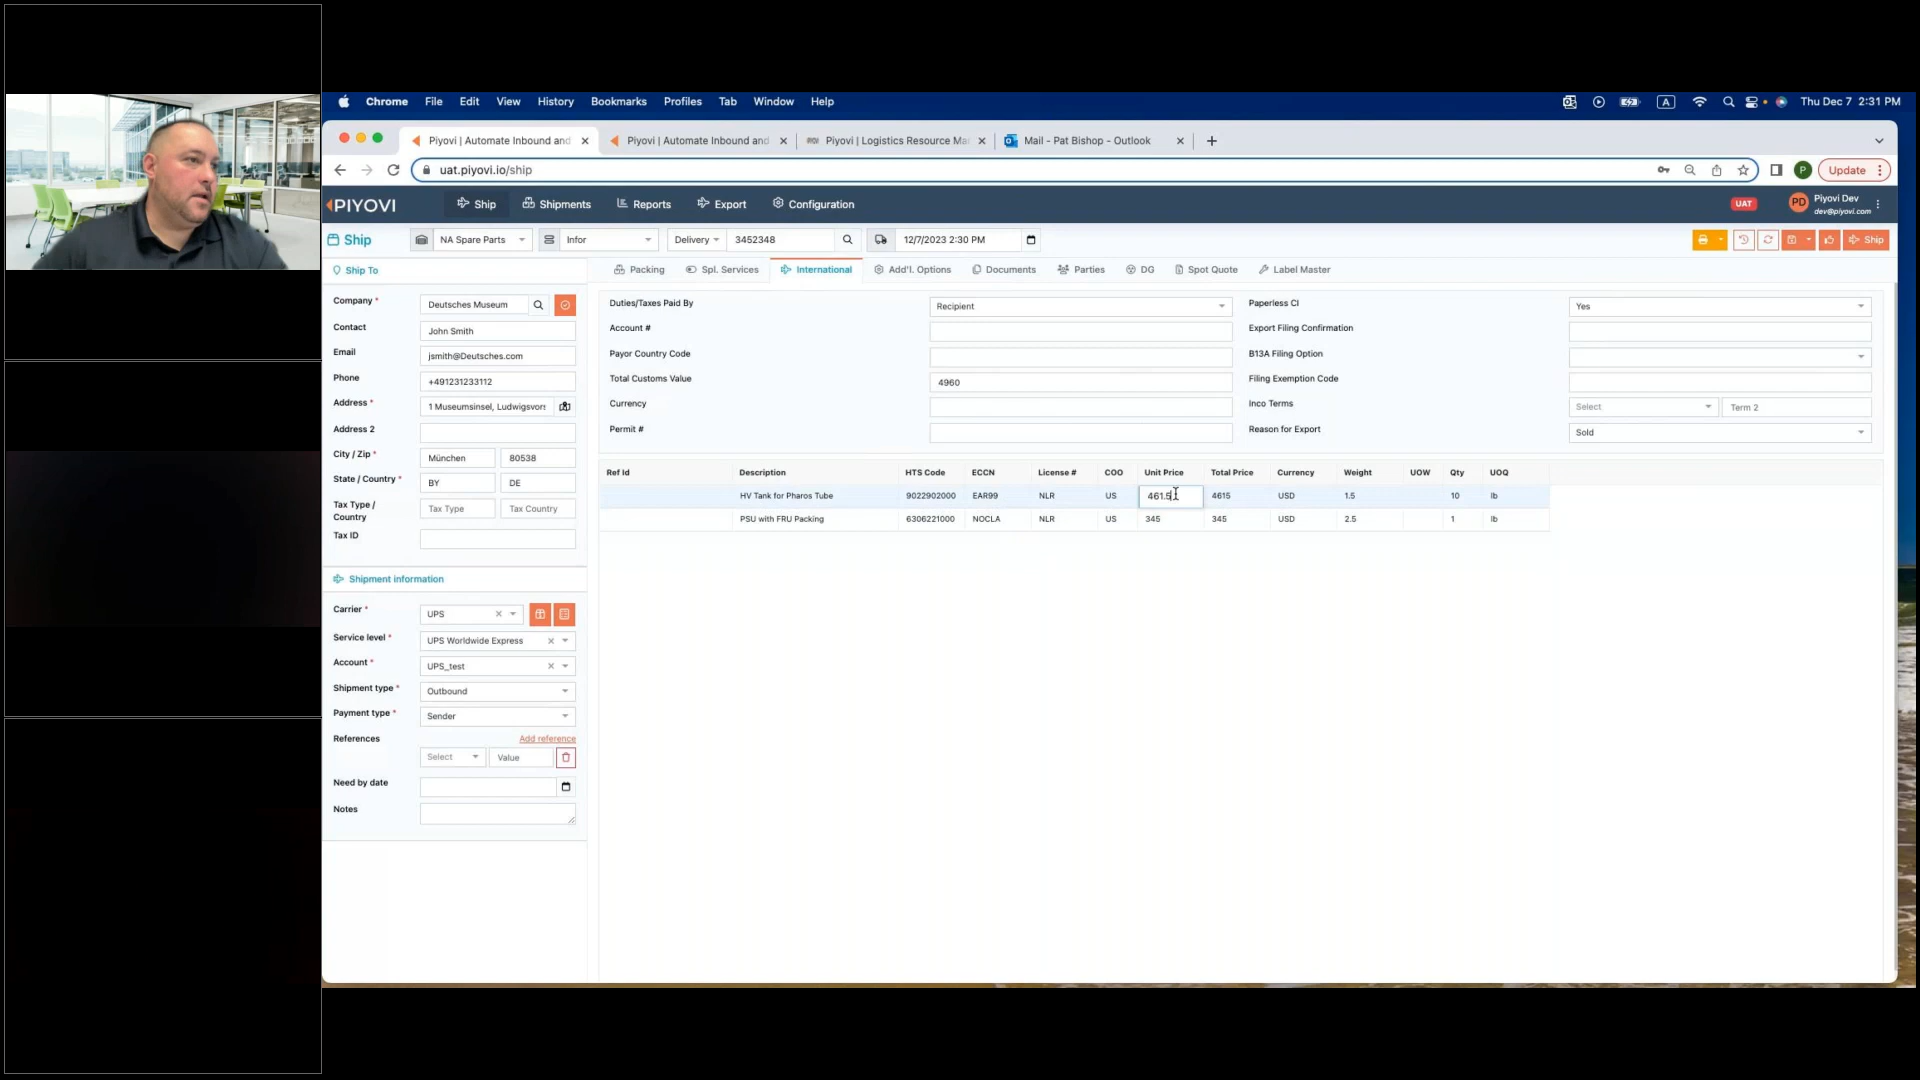 Chrome File Edit View History Bookmarks Profiles Tab Window Help
A Thu Dec 7 2:31 PM
Piyovi | Automate Inbound and
Piyovi | Automate Inbound and
Piyovi | Logistics Resource Ma
Mail - Pat Bishop - Outlook
uat.piyovi.io/ship
P
Update
PIYOVI
Ship
Shipments
Reports
Export
Configuration
UAT
PD
Piyovi Dev
dev@piyovi.com
Ship
NA Spare Parts
Infor
Delivery
3452348
12/7/2023 2:30 PM
Ship
Ship To
Packing
Spl. Services
International
Add'l. Options
Documents
Parties
DG
Spot Quote
Label Master
Company * Deutsches Museum
Contact John Smith
Email jsmith@Deutsches.com
Phone +491231233112
Address * 1 Museumsinsel, Ludwigsvors
Address 2
City / Zip * München 80538
State / Country * BY DE
Tax Type / Country Tax Type Tax Country
Tax ID
Duties/Taxes Paid By Recipient
Account #
Payor Country Code
Total Customs Value 4960
Currency
Permit #
Paperless CI Yes
Export Filing Confirmation
B13A Filing Option
Filing Exemption Code
Inco Terms Select Term 2
Reason for Export Sold
Ref Id Description HTS Code ECCN License # COO Unit Price Total Price Currency Weight UOW Qty UOQ
HV Tank for Pharos Tube 9022902000 EAR99 NLR US 461.5 4615 USD 1.5 10 lb
PSU with FRU Packing 6306221000 NOCLA NLR US 345 345 USD 2.5 1 lb
Shipment information
Carrier * UPS
Service level * UPS Worldwide Express
Account * UPS_test
Shipment type * Outbound
Payment type * Sender
References Add reference
Select Value
Need by date
Notes